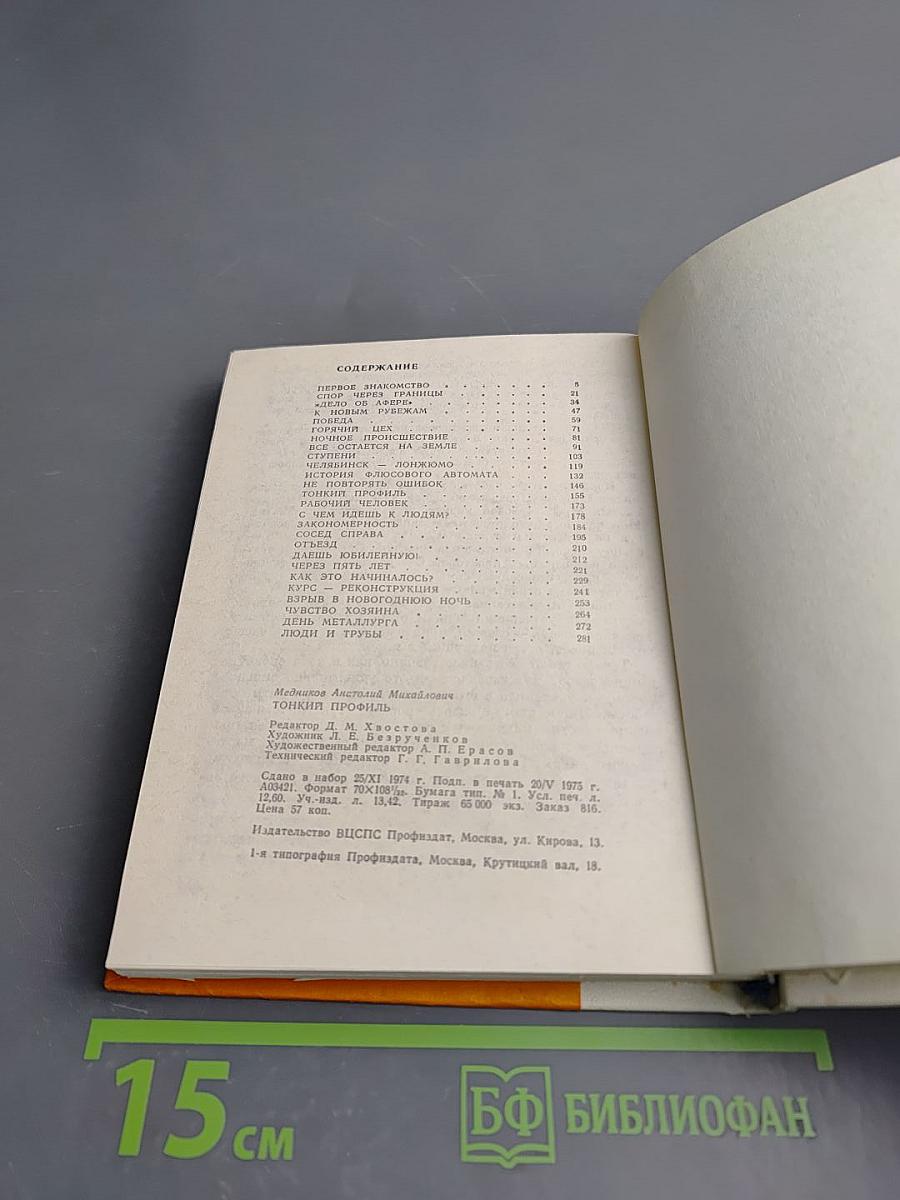 СОДЕРЖАНИЕ
ПЕРВОЕ ЗНАКОМСТВО . . . . . . 5
СПОР ЧЕРЕЗ ГРАНИЦЫ . . . . . . 21
«ДЕЛО ОБ АФЕРЕ» . . . . . . . 34
К НОВЫМ РУБЕЖАМ . . . . . . 47
ПОБЕДА . . . . . . . . . 59
ГОРЯЧИЙ ЦЕХ . . . . . . . 71
НОЧНОЕ ПРОИСШЕСТВИЕ . . . . . 81
ВСЕ ОСТАЕТСЯ НА ЗЕМЛЕ . . . . . 91
СТУПЕНИ . . . . . . . . . 103
ЧЕЛЯБИНСК — ЛОНЖЮМО . . . . . 119
ИСТОРИЯ ФЛЮСОВОГО АВТОМАТА . . . 132
НЕ ПОВТОРЯТЬ ОШИБОК . . . . . 146
ТОНКИЙ ПРОФИЛЬ . . . . . . . 155
РАБОЧИЙ ЧЕЛОВЕК . . . . . . . 173
С ЧЕМ ИДЕШЬ К ЛЮДЯМ? . . . . . 178
ЗАКОНОМЕРНОСТЬ . . . . . . . 184
СОСЕД СПРАВА . . . . . . . . 195
ОТЪЕЗД . . . . . . . . . 210
ДАЕШЬ ЮБИЛЕЙНУЮ! . . . . . . 212
ЧЕРЕЗ ПЯТЬ ЛЕТ . . . . . . . 221
КАК ЭТО НАЧИНАЛОСЬ? . . . . . 229
КУРС — РЕКОНСТРУКЦИЯ . . . . . 241
ВЗРЫВ В НОВОГОДНЮЮ НОЧЬ . . . . 253
ЧУВСТВО ХОЗЯИНА . . . . . . . 264
ДЕНЬ МЕТАЛЛУРГА . . . . . . . 272
ЛЮДИ И ТРУБЫ . . . . . . . . 281
Медников Анатолий Михайлович
ТОНКИЙ ПРОФИЛЬ
Редактор Д. М. Хвостова
Художник Л. Е. Безрученков
Художественный редактор А. П. Ерасов
Технический редактор Г. Г. Гаврилова
Сдано в набор 25/XI 1974 г. Подп. в печать 20/V 1975 г.
А03421. Формат 70×108¹/₃₂. Бумага тип. № 1. Усл. печ. л.
12,60. Уч.-изд. л. 13,42. Тираж 65 000 экз. Заказ 816.
Цена 57 коп.
Издательство ВЦСПС Профиздат, Москва, ул. Кирова, 13.
1-я типография Профиздата, Москва, Крутицкий вал, 18.
15 см
БФ БИБЛИОФАН